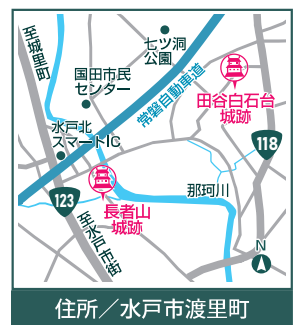 至城里町
七ツ洞
公園
国田市民
センター
常磐自動車道
田谷白石台
城跡
水戸北
スマートIC
118
那珂川
123
長者山
城跡
至水戸市街
N
住所／水戸市渡里町